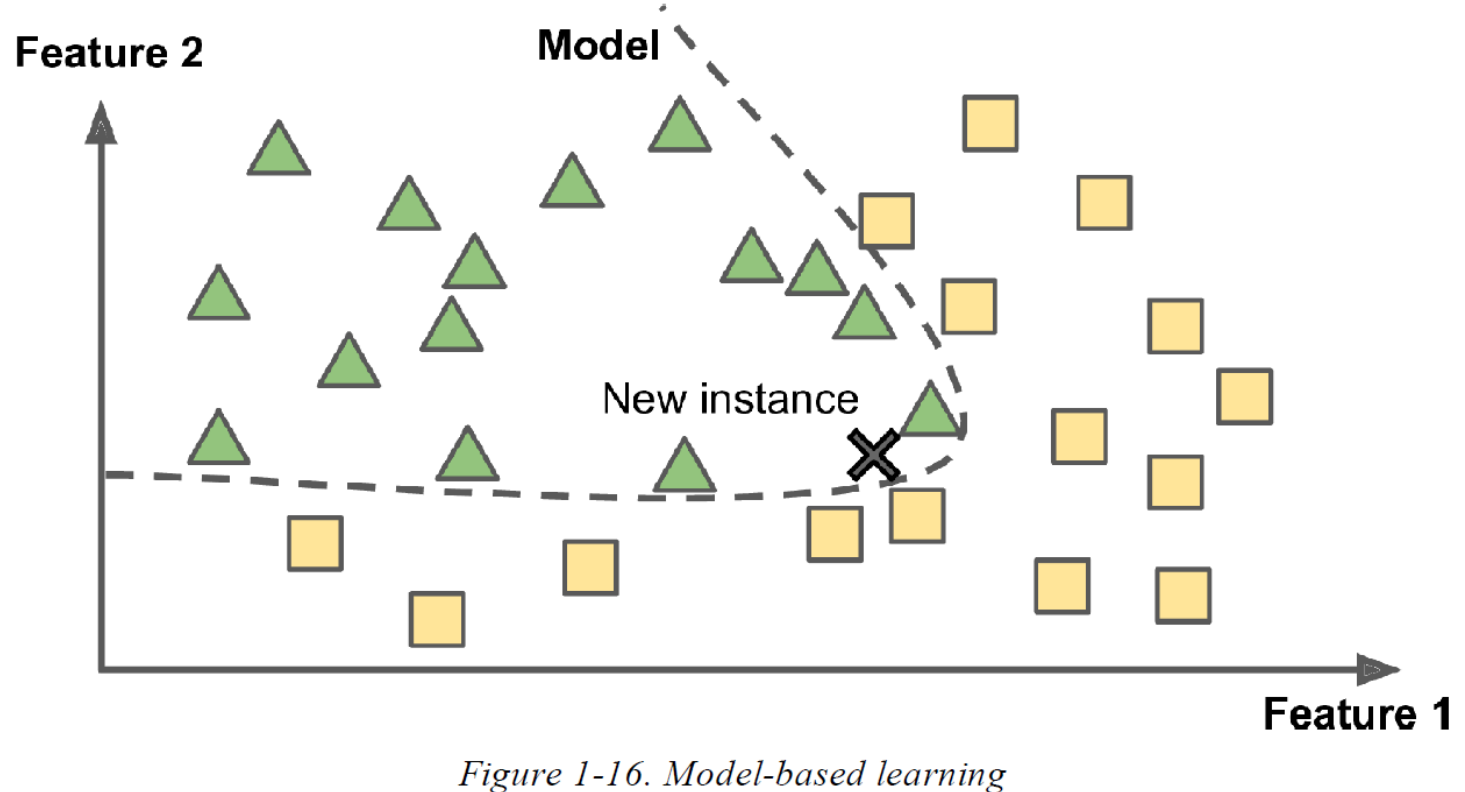 Feature 2
Model
New instance
Feature 1
Figure 1-16. Model-based learning